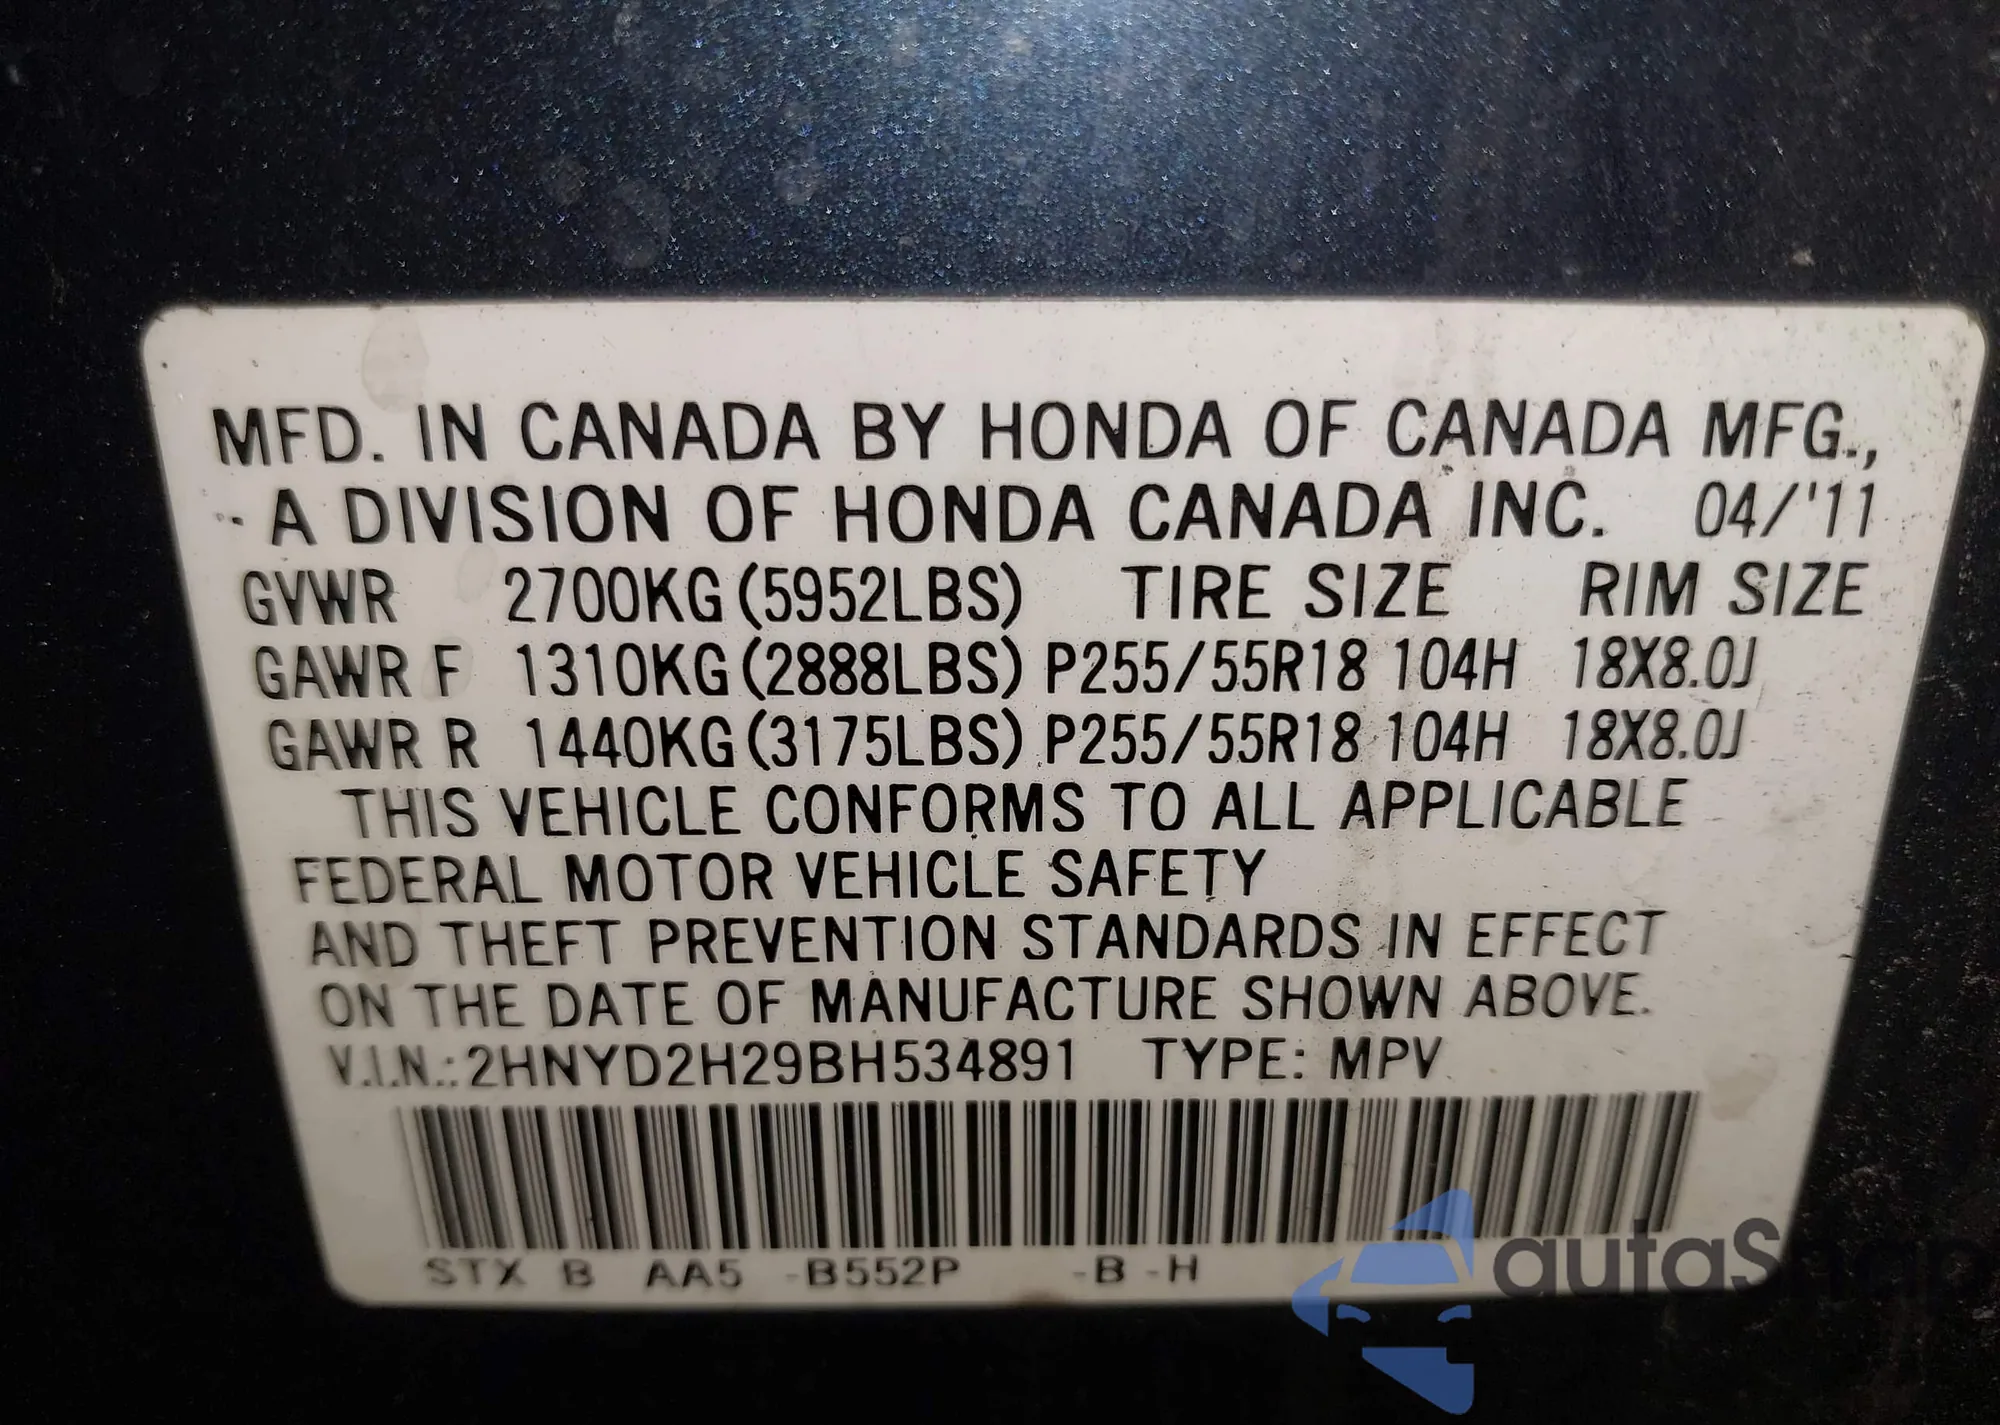 MFD. IN CANADA BY HONDA OF CANADA MFG.,
A DIVISION OF HONDA CANADA INC. 04/'11
GVWR 2700KG (5952LBS) TIRE SIZE RIM SIZE
GAWR F 1310KG (2888LBS) P255/55R18 104H 18X8.0J
GAWR R 1440KG (3175LBS) P255/55R18 104H 18X8.0J
THIS VEHICLE CONFORMS TO ALL APPLICABLE
FEDERAL MOTOR VEHICLE SAFETY
AND THEFT PREVENTION STANDARDS IN EFFECT
ON THE DATE OF MANUFACTURE SHOWN ABOVE.
V.I.N.: 2HNYD2H29BH534891 TYPE: MPV
STX B AA5 -B552P -B -H
autaShop